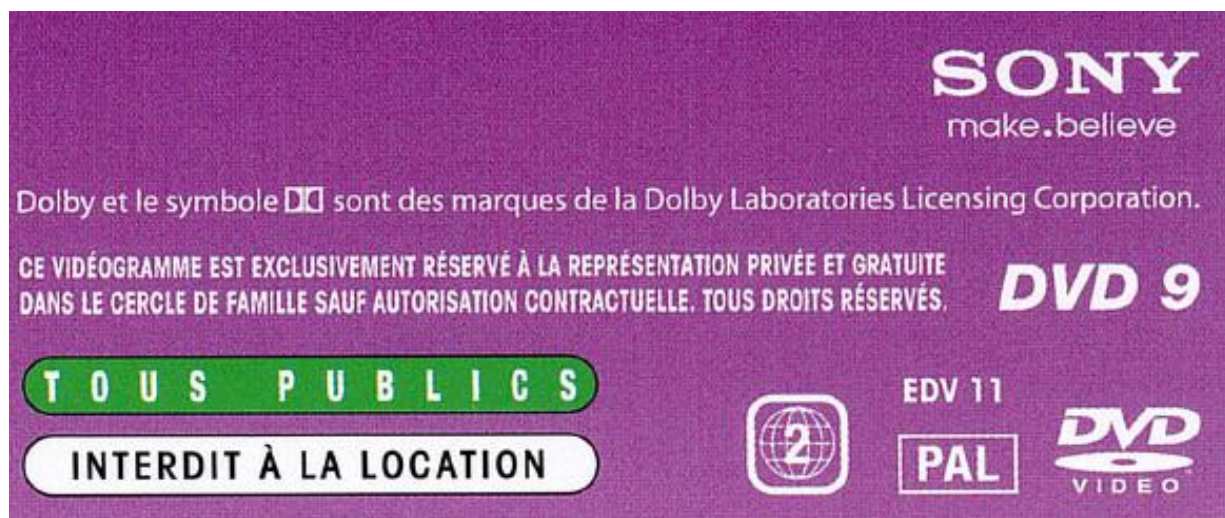 SONY
make.believe
Dolby et le symbole sont des marques de la Dolby Laboratories Licensing Corporation.
CE VIDÉOGRAMME EST EXCLUSIVEMENT RÉSERVÉ À LA REPRÉSENTATION PRIVÉE ET GRATUITE
DANS LE CERCLE DE FAMILLE SAUF AUTORISATION CONTRACTUELLE. TOUS DROITS RÉSERVÉS.
DVD 9
TOUS PUBLICS
INTERDIT À LA LOCATION
2
EDV 11
PAL
DVD
VIDEO